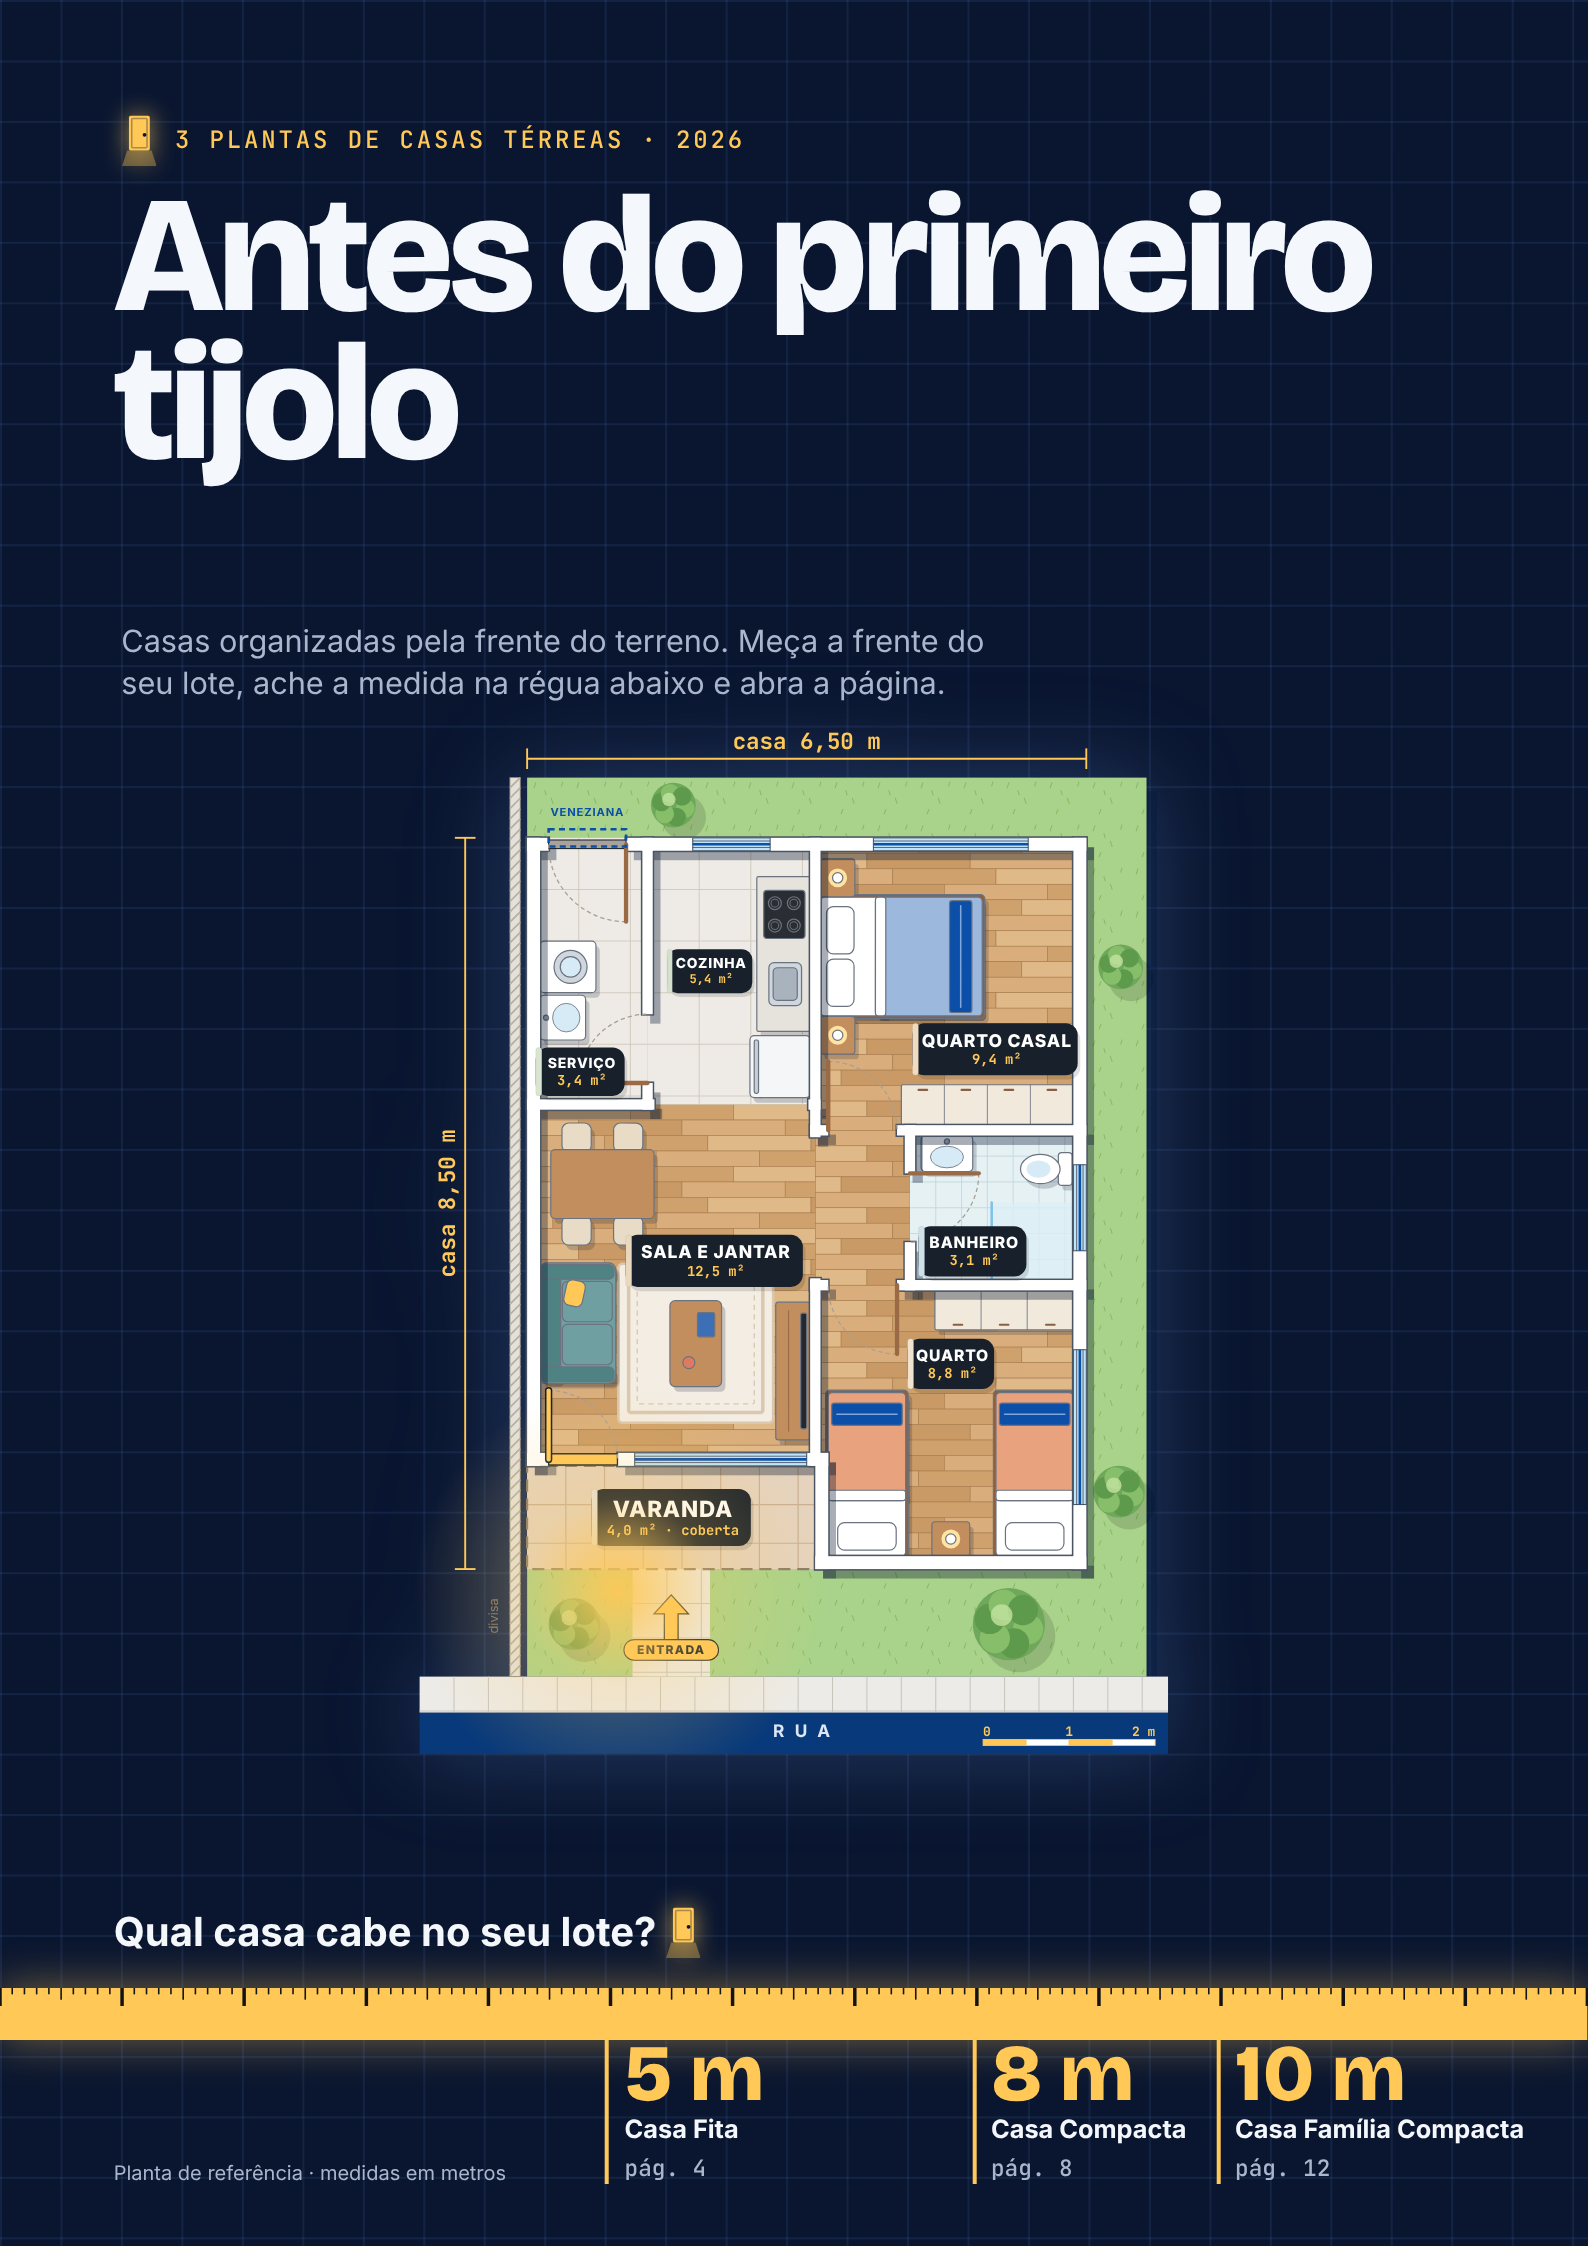 3 PLANTAS DE CASAS TÉRREAS · 2026
Antes do primeiro
tijolo
Casas organizadas pela frente do terreno. Meça a frente do
seu lote, ache a medida na régua abaixo e abra a página.
casa 6,50 m
casa 8,50 m
VENEZIANA
COZINHA
5,4 m²
QUARTO CASAL
9,4 m²
SERVIÇO
3,4 m²
BANHEIRO
3,1 m²
SALA E JANTAR
12,5 m²
QUARTO
8,8 m²
VARANDA
4,0 m² · coberta
divisa
ENTRADA
RUA
0 1 2 m
Qual casa cabe no seu lote?
5 m
Casa Fita
pág. 4
8 m
Casa Compacta
pág. 8
10 m
Casa Família Compacta
pág. 12
Planta de referência · medidas em metros